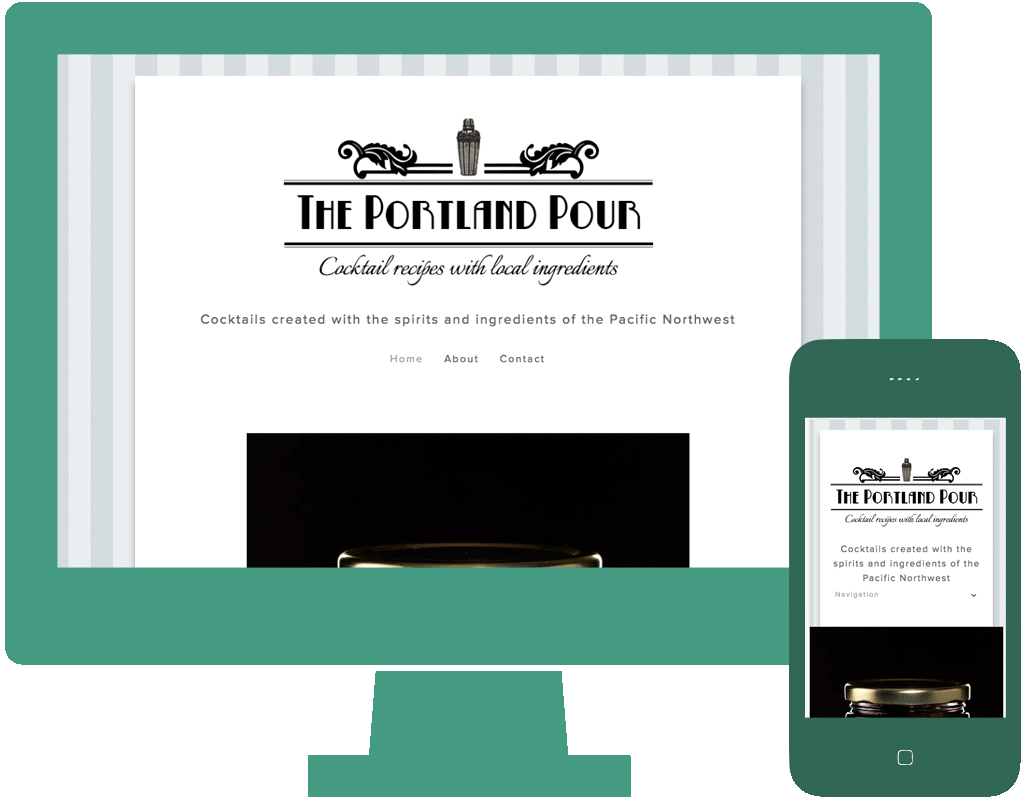 The Portland Pour
Cocktail recipes with local ingredients
Cocktails created with the spirits and ingredients of the Pacific Northwest
Home About Contact
The Portland Pour
Cocktail recipes with local ingredients
Cocktails created with the
spirits and ingredients of the
Pacific Northwest
Navigation